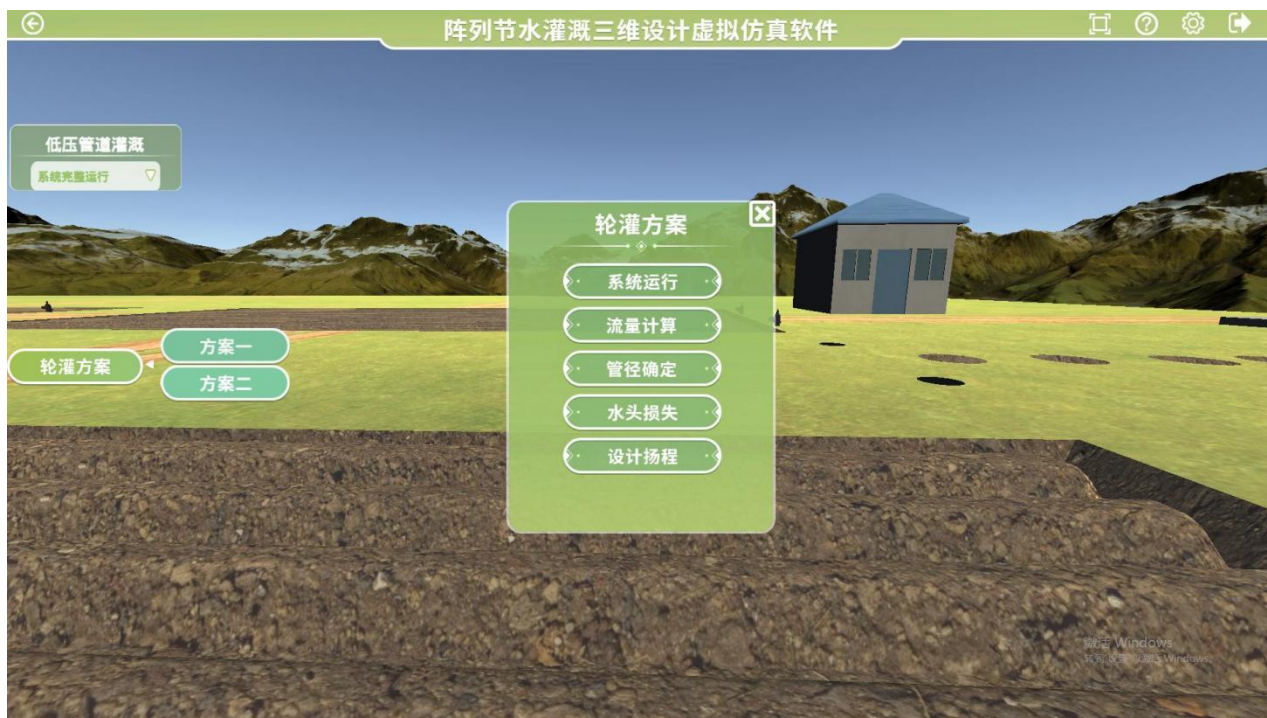 阵列节水灌溉三维设计虚拟仿真软件
低压管道灌溉
系统完整运行
轮灌方案
系统运行
流量计算
管径确定
水头损失
设计扬程
轮灌方案
方案一
方案二
激活 Windows